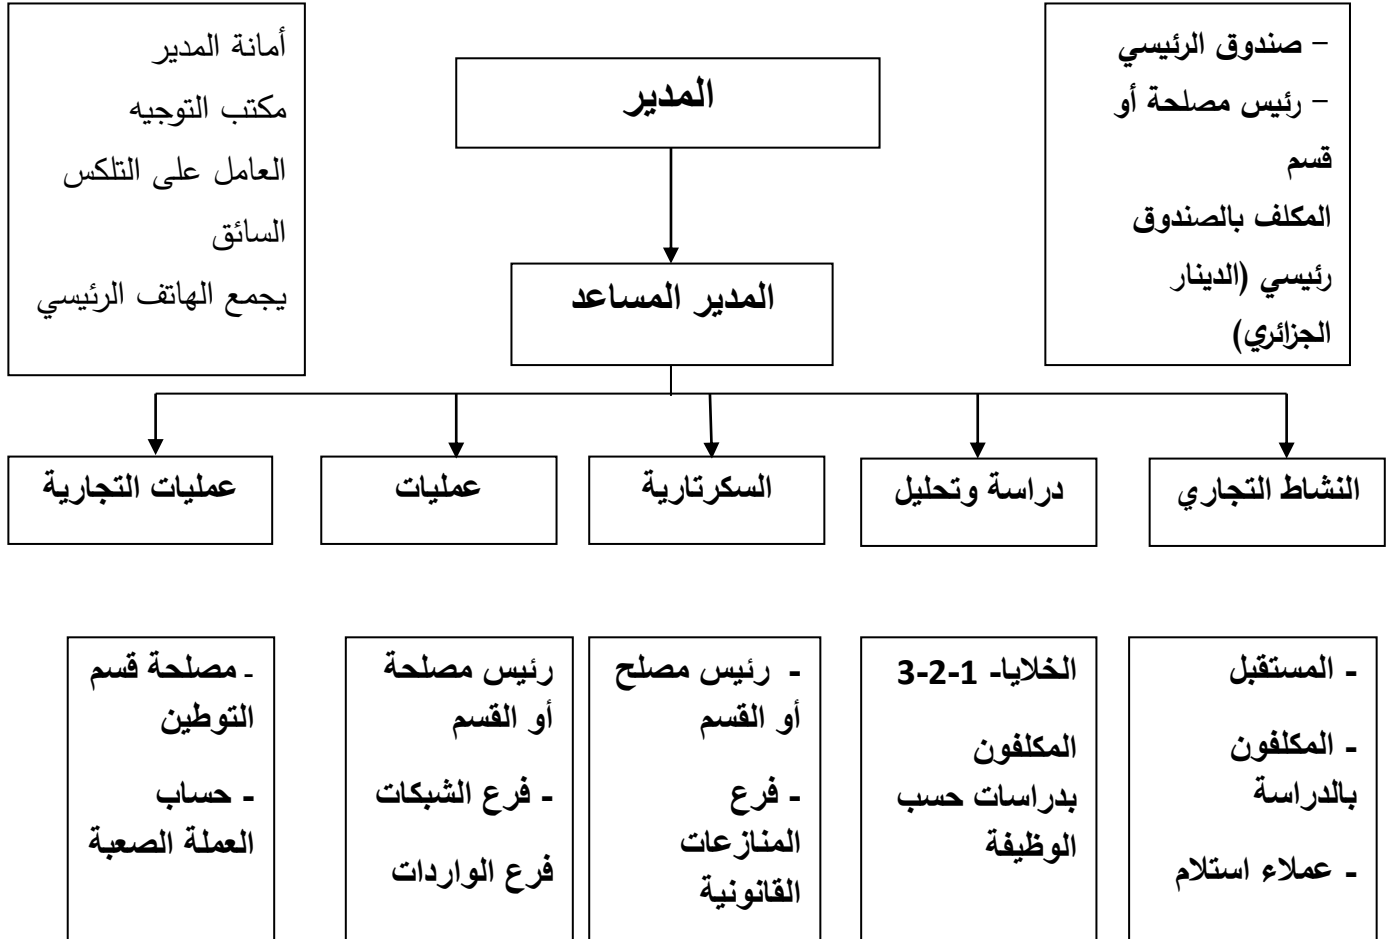 – صندوق الرئيسي
– رئيس مصلحة أو
قسم
المكلف بالصندوق
رئيسي (الدينار
الجزائري)
المدير
أمانة المدير
مكتب التوجيه
العامل على التلكس
السائق
يجمع الهاتف الرئيسي
المدير المساعد
النشاط التجاري
دراسة وتحليل
السكرتارية
عمليات
عمليات التجارية
- المستقبل
- المكلفون
بالدراسة
- عملاء استلام
الخلايا- 1-2-3
المكلفون
بدراسات حسب
الوظيفة
- رئيس مصلح
أو القسم
- فرع
المنازعات
القانونية
رئيس مصلحة
أو القسم
- فرع الشبكات
فرع الواردات
- مصلحة قسم
التوطين
- حساب
العملة الصعبة